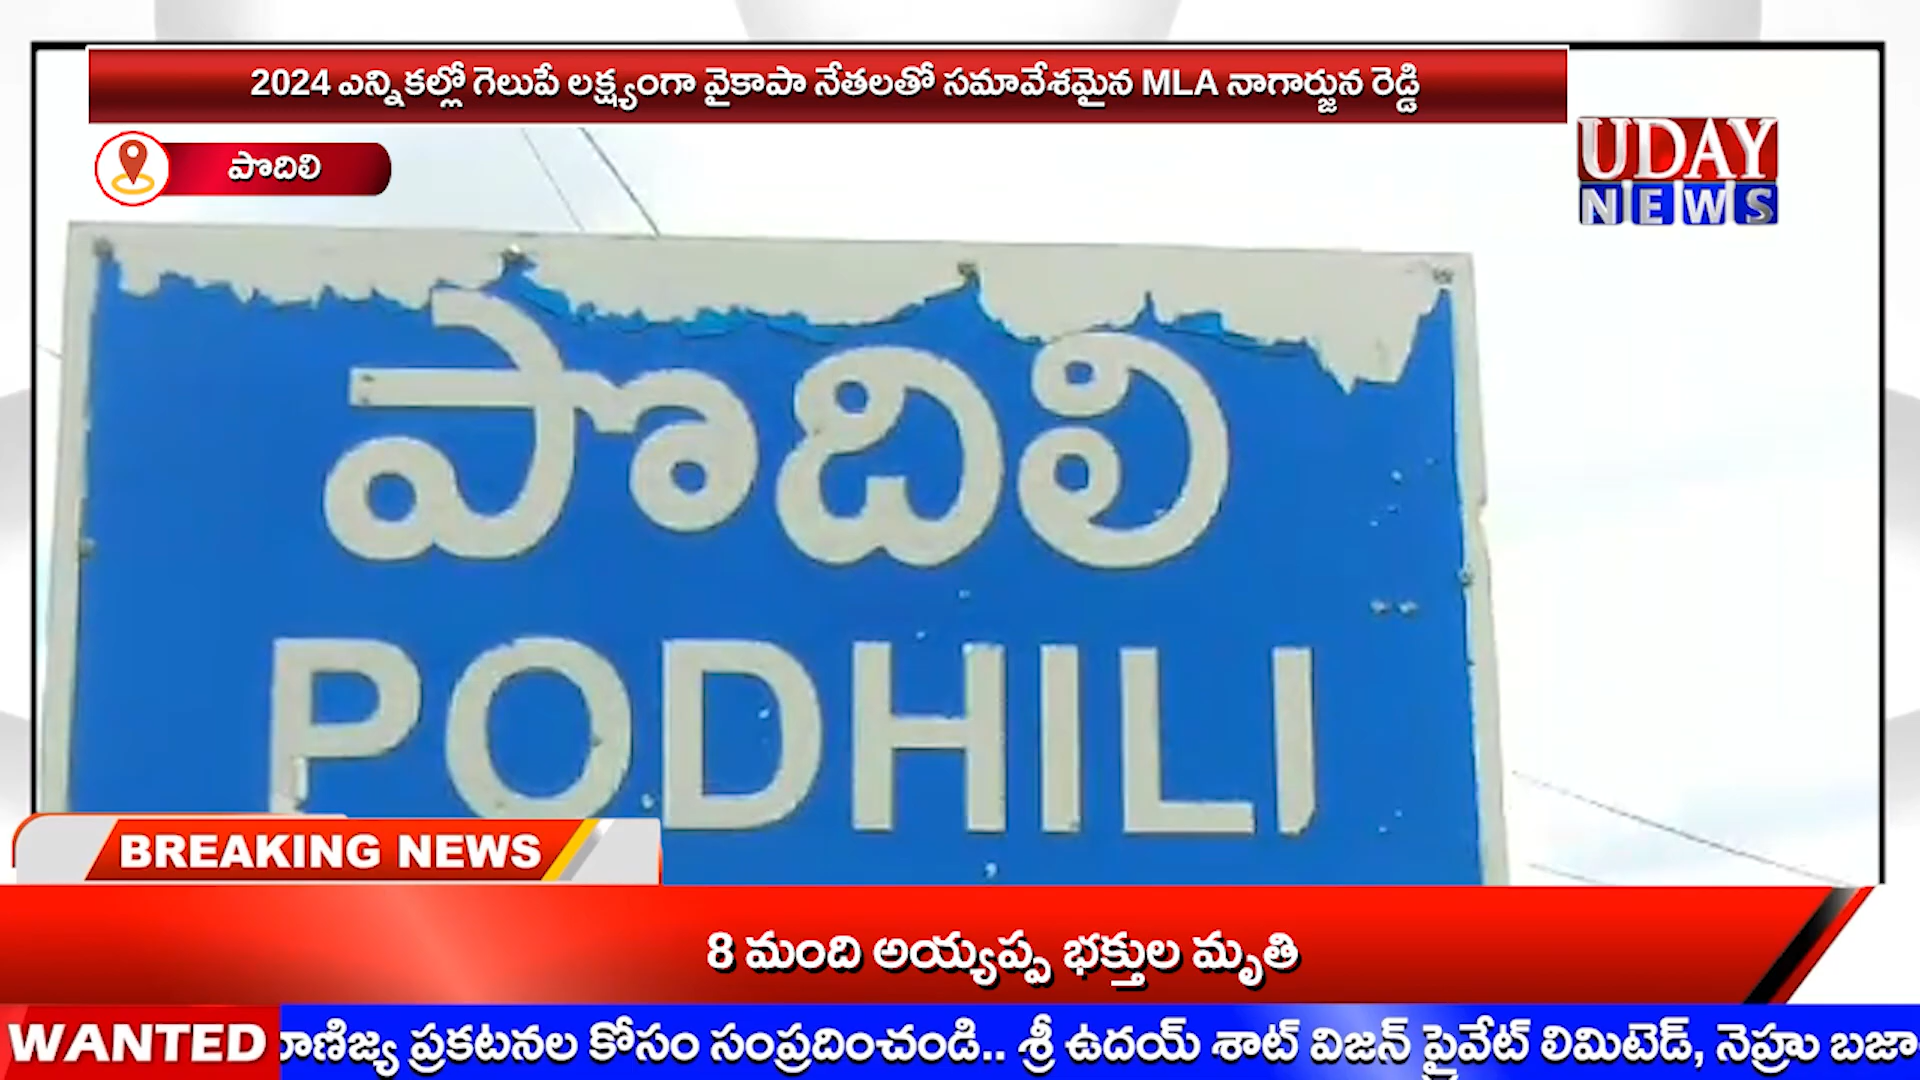 2024 ఎన్నికల్లో గెలుపే లక్ష్యంగా వైకాపా నేతలతో సమావేశమైన MLA నాగార్జున రెడ్డి
పొదిలి
UDAY
NEWS
పొదిలి
PODHILI
BREAKING NEWS
8 మంది అయ్యప్ప భక్తుల మృతి
WANTED
ప్రకటనల కోసం సంప్రదించండి.. శ్రీ ఉదయ్ శాట్ విజన్ ప్రైవేట్ లిమిటెడ్, నెహ్రు